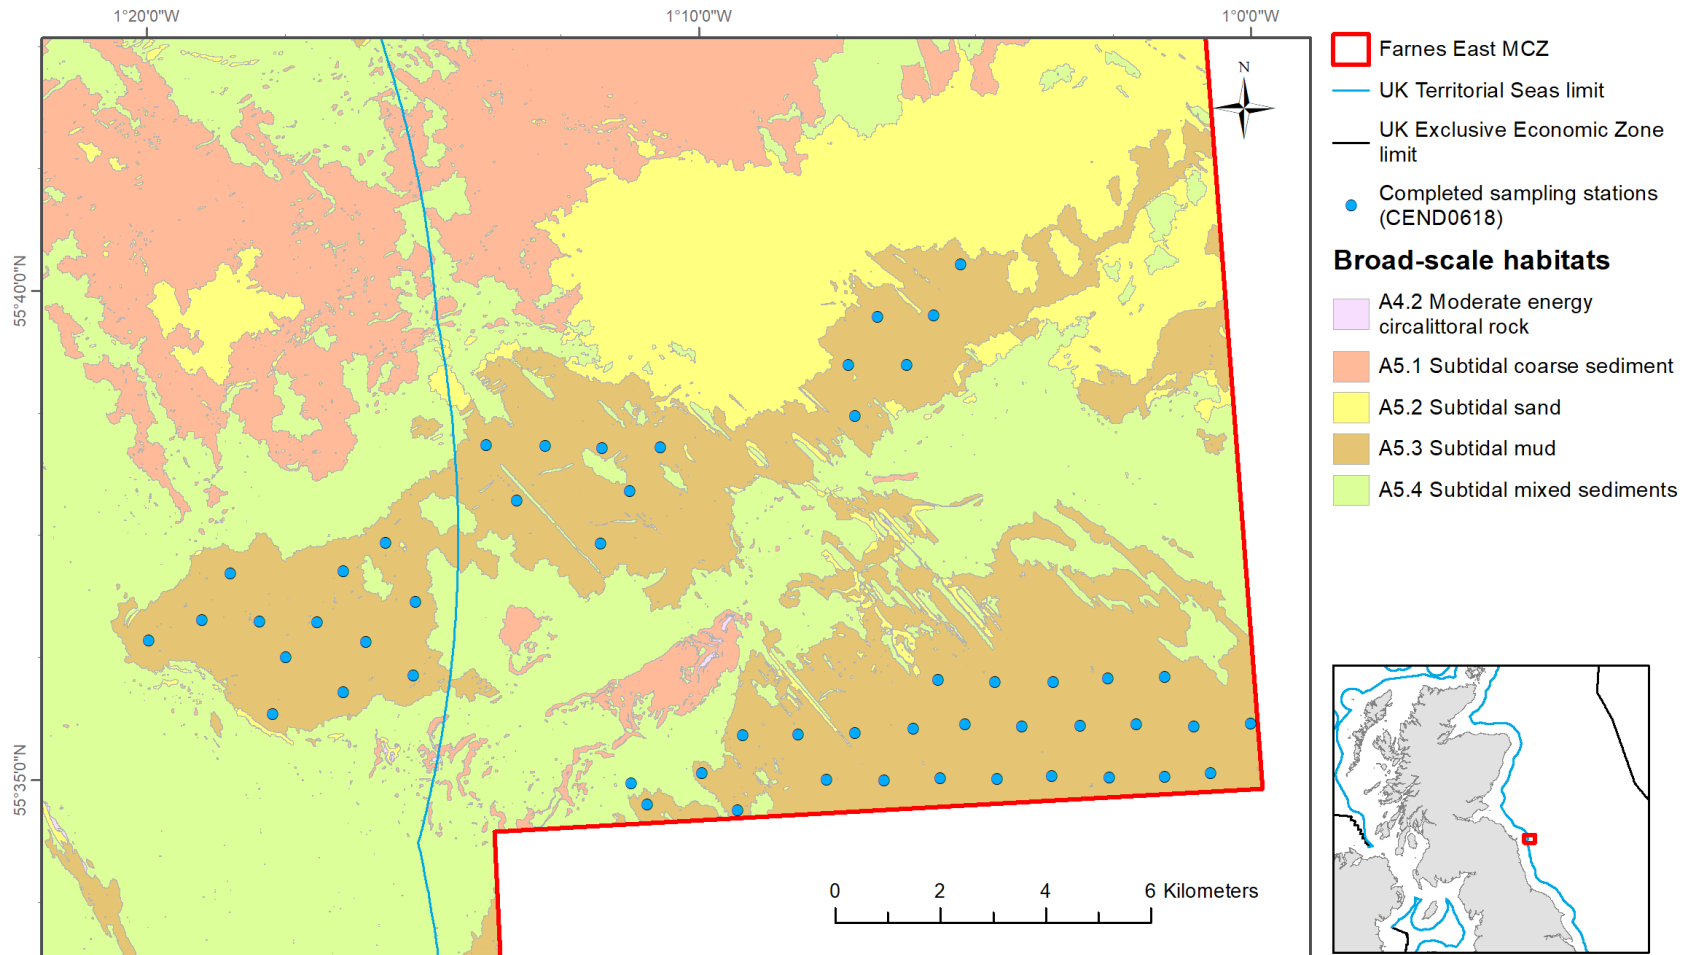 1°20'0"W
1°10'0"W
1°0'0"W
55°40'0"N
55°35'0"N
N
0 2 4 6 Kilometers
Farnes East MCZ
UK Territorial Seas limit
UK Exclusive Economic Zone
limit
Completed sampling stations
(CEND0618)
Broad-scale habitats
A4.2 Moderate energy
circalittoral rock
A5.1 Subtidal coarse sediment
A5.2 Subtidal sand
A5.3 Subtidal mud
A5.4 Subtidal mixed sediments